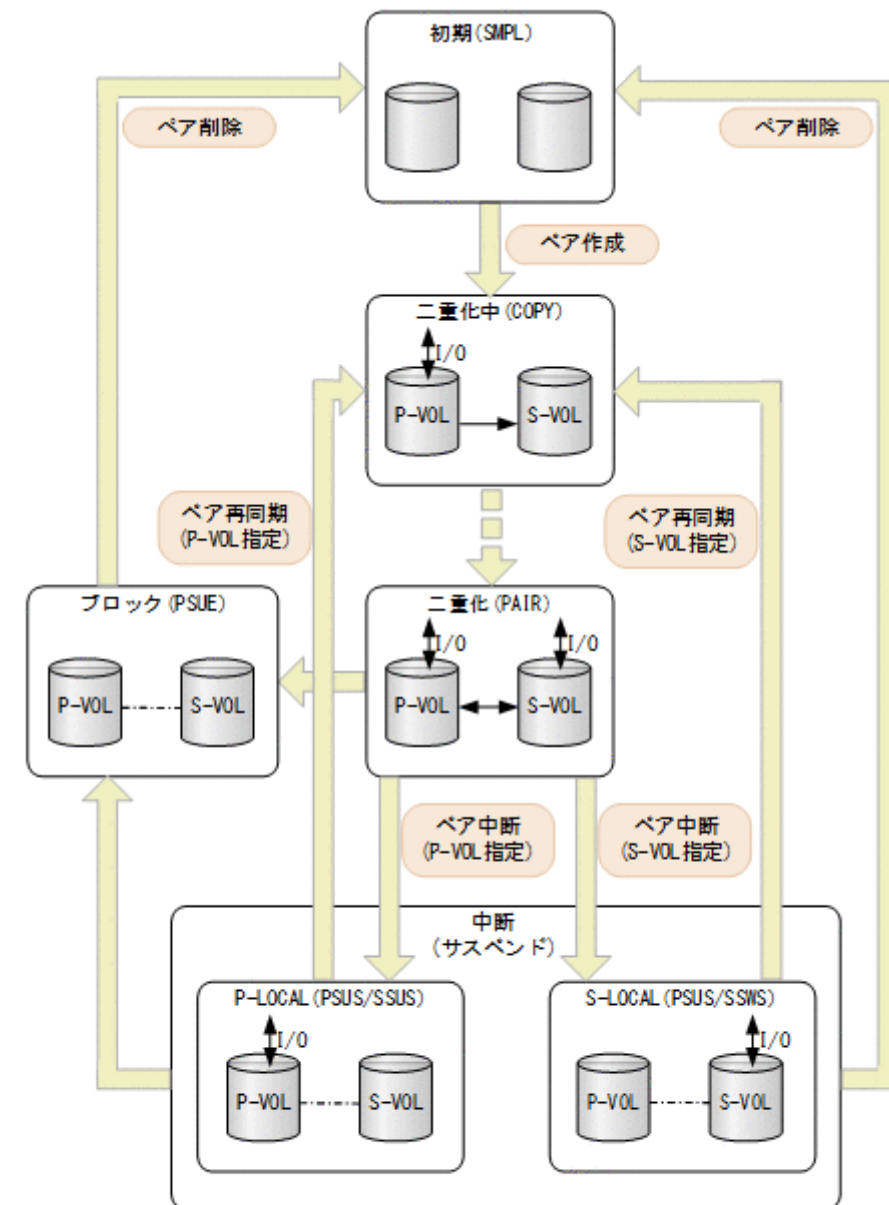 初期(SMPL)
ペア削除
ペア削除
ペア作成
二重化中(COPY)
I/O
P-VOL
S-VOL
ペア再同期
(P-VOL指定)
ペア再同期
(S-VOL指定)
ブロック(PSUE)
P-VOL
S-VOL
二重化(PAIR)
I/O
I/O
P-VOL
S-VOL
ペア中断
(P-VOL指定)
ペア中断
(S-VOL指定)
中断
(サスペンド)
P-LOCAL(PSUS/SSUS)
I/O
P-VOL
S-VOL
S-LOCAL(PSUS/SSWS)
I/O
P-VOL
S-VOL